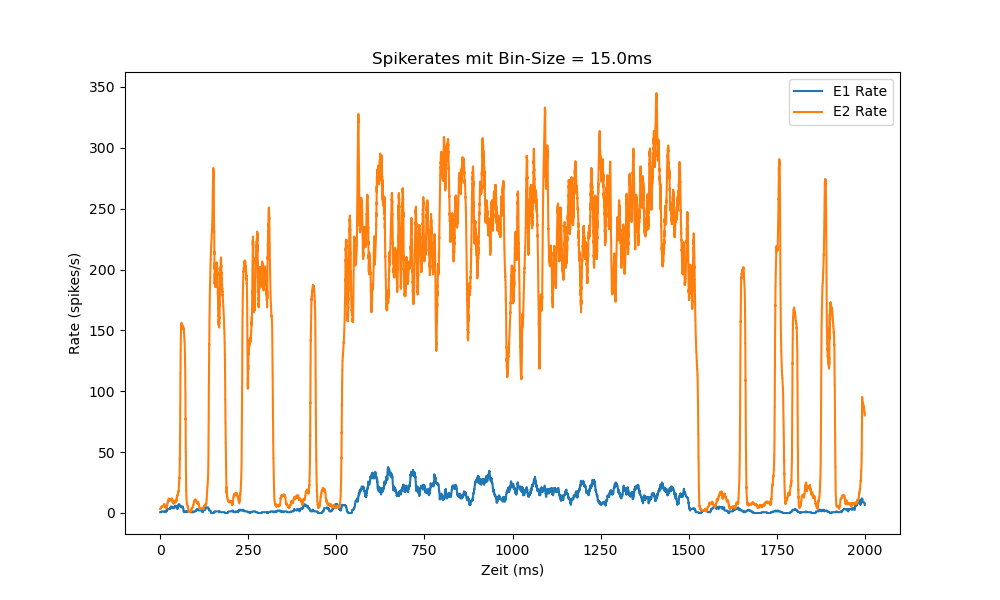 Spikerates mit Bin-Size = 15.0ms
E1 Rate
E2 Rate
Rate (spikes/s)
350
300
250
200
150
100
50
0
0 250 500 750 1000 1250 1500 1750 2000
Zeit (ms)